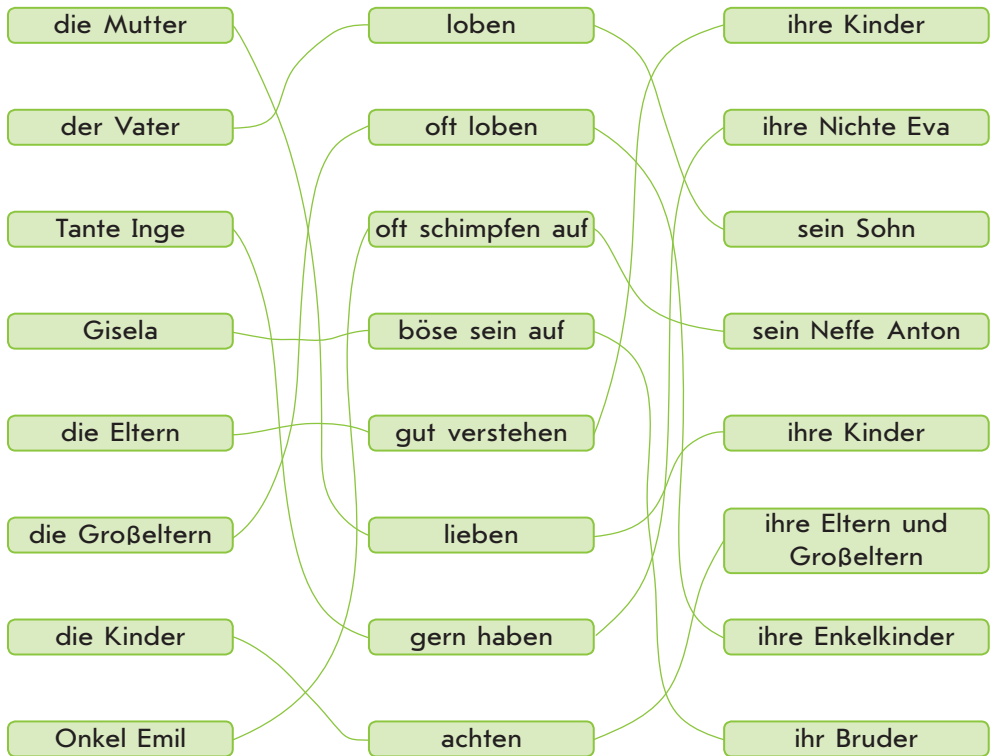 die Mutter
loben
ihre Kinder
der Vater
oft loben
ihre Nichte Eva
Tante Inge
oft schimpfen auf
sein Sohn
Gisela
böse sein auf
sein Neffe Anton
die Eltern
gut verstehen
ihre Kinder
die Großeltern
lieben
ihre Eltern und
Großeltern
die Kinder
gern haben
ihre Enkelkinder
Onkel Emil
achten
ihr Bruder